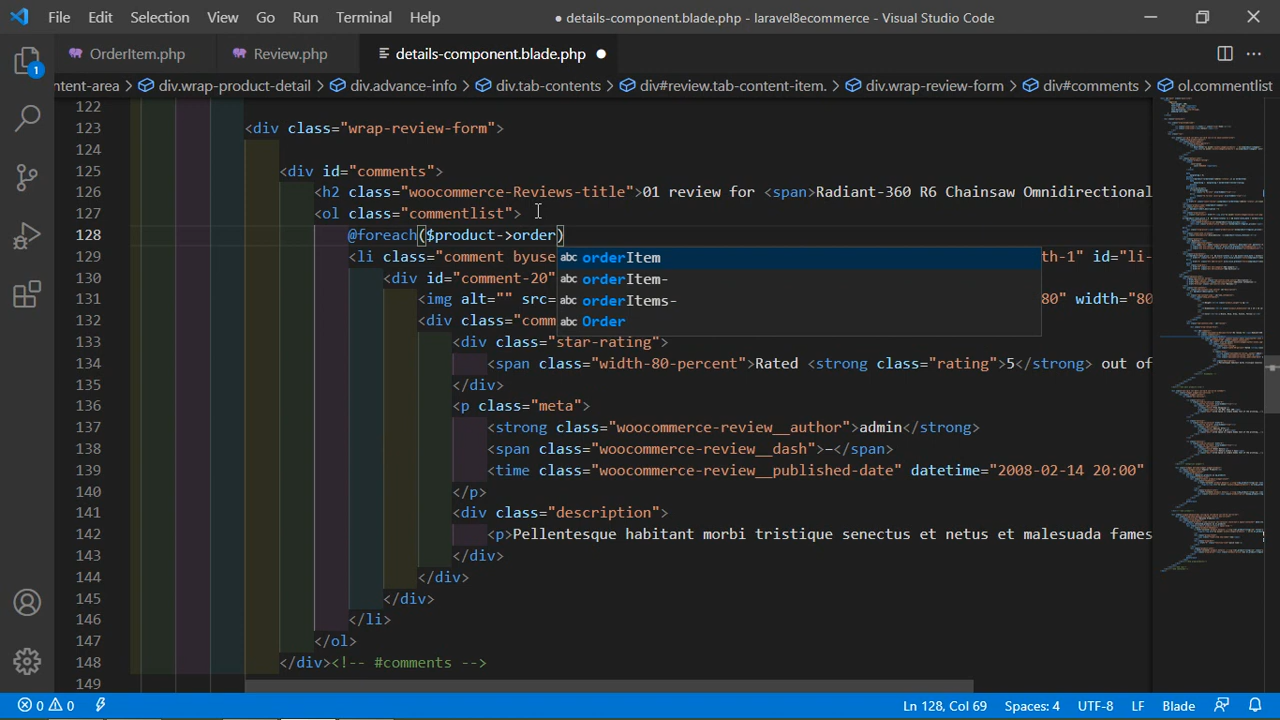 File Edit Selection View Go Run Terminal Help
● details-component.blade.php - laravel8ecommerce - Visual Studio Code
OrderItem.php Review.php details-component.blade.php ●
ntent-area > div.wrap-product-detail > div.advance-info > div.tab-contents > div#review.tab-content-item. > div.wrap-review-form > div#comments > ol.commentlist
122
123 <div class="wrap-review-form">
124
125 <div id="comments">
126 <h2 class="woocommerce-Reviews-title">01 review for <span>Radiant-360 R6 Chainsaw Omnidirectional
127 <ol class="commentlist">
128 @foreach($product->order)
129 <li class="comment byuse th-1" id="li-
130 <div id="comment-20"
131 <img alt="" src= 80" width="80
132 <div class="comm
orderItem
orderItem-
orderItems-
Order
133 <div class="star-rating">
134 <span class="width-80-percent">Rated <strong class="rating">5</strong> out of
135 </div>
136 <p class="meta">
137 <strong class="woocommerce-review__author">admin</strong>
138 <span class="woocommerce-review__dash">–</span>
139 <time class="woocommerce-review__published-date" datetime="2008-02-14 20:00"
140 </p>
141 <div class="description">
142 <p>Pellentesque habitant morbi tristique senectus et netus et malesuada fames
143 </div>
144 </div>
145 </div>
146 </li>
147 </ol>
148 </div><!-- #comments -->
149
1
0 0 Ln 128, Col 69 Spaces: 4 UTF-8 LF Blade